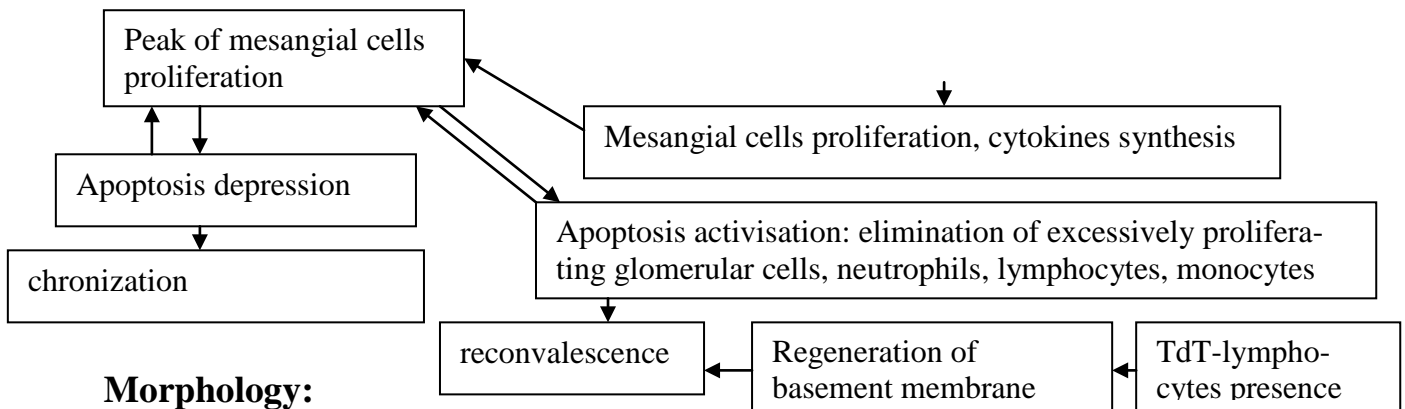 Peak of mesangial cells
proliferation
Mesangial cells proliferation, cytokines synthesis
Apoptosis depression
Apoptosis activisation: elimination of excessively prolifera-
ting glomerular cells, neutrophils, lymphocytes, monocytes
chronization
reconvalescence
Regeneration of
basement membrane
TdT-lympho-
cytes presence
Morphology: